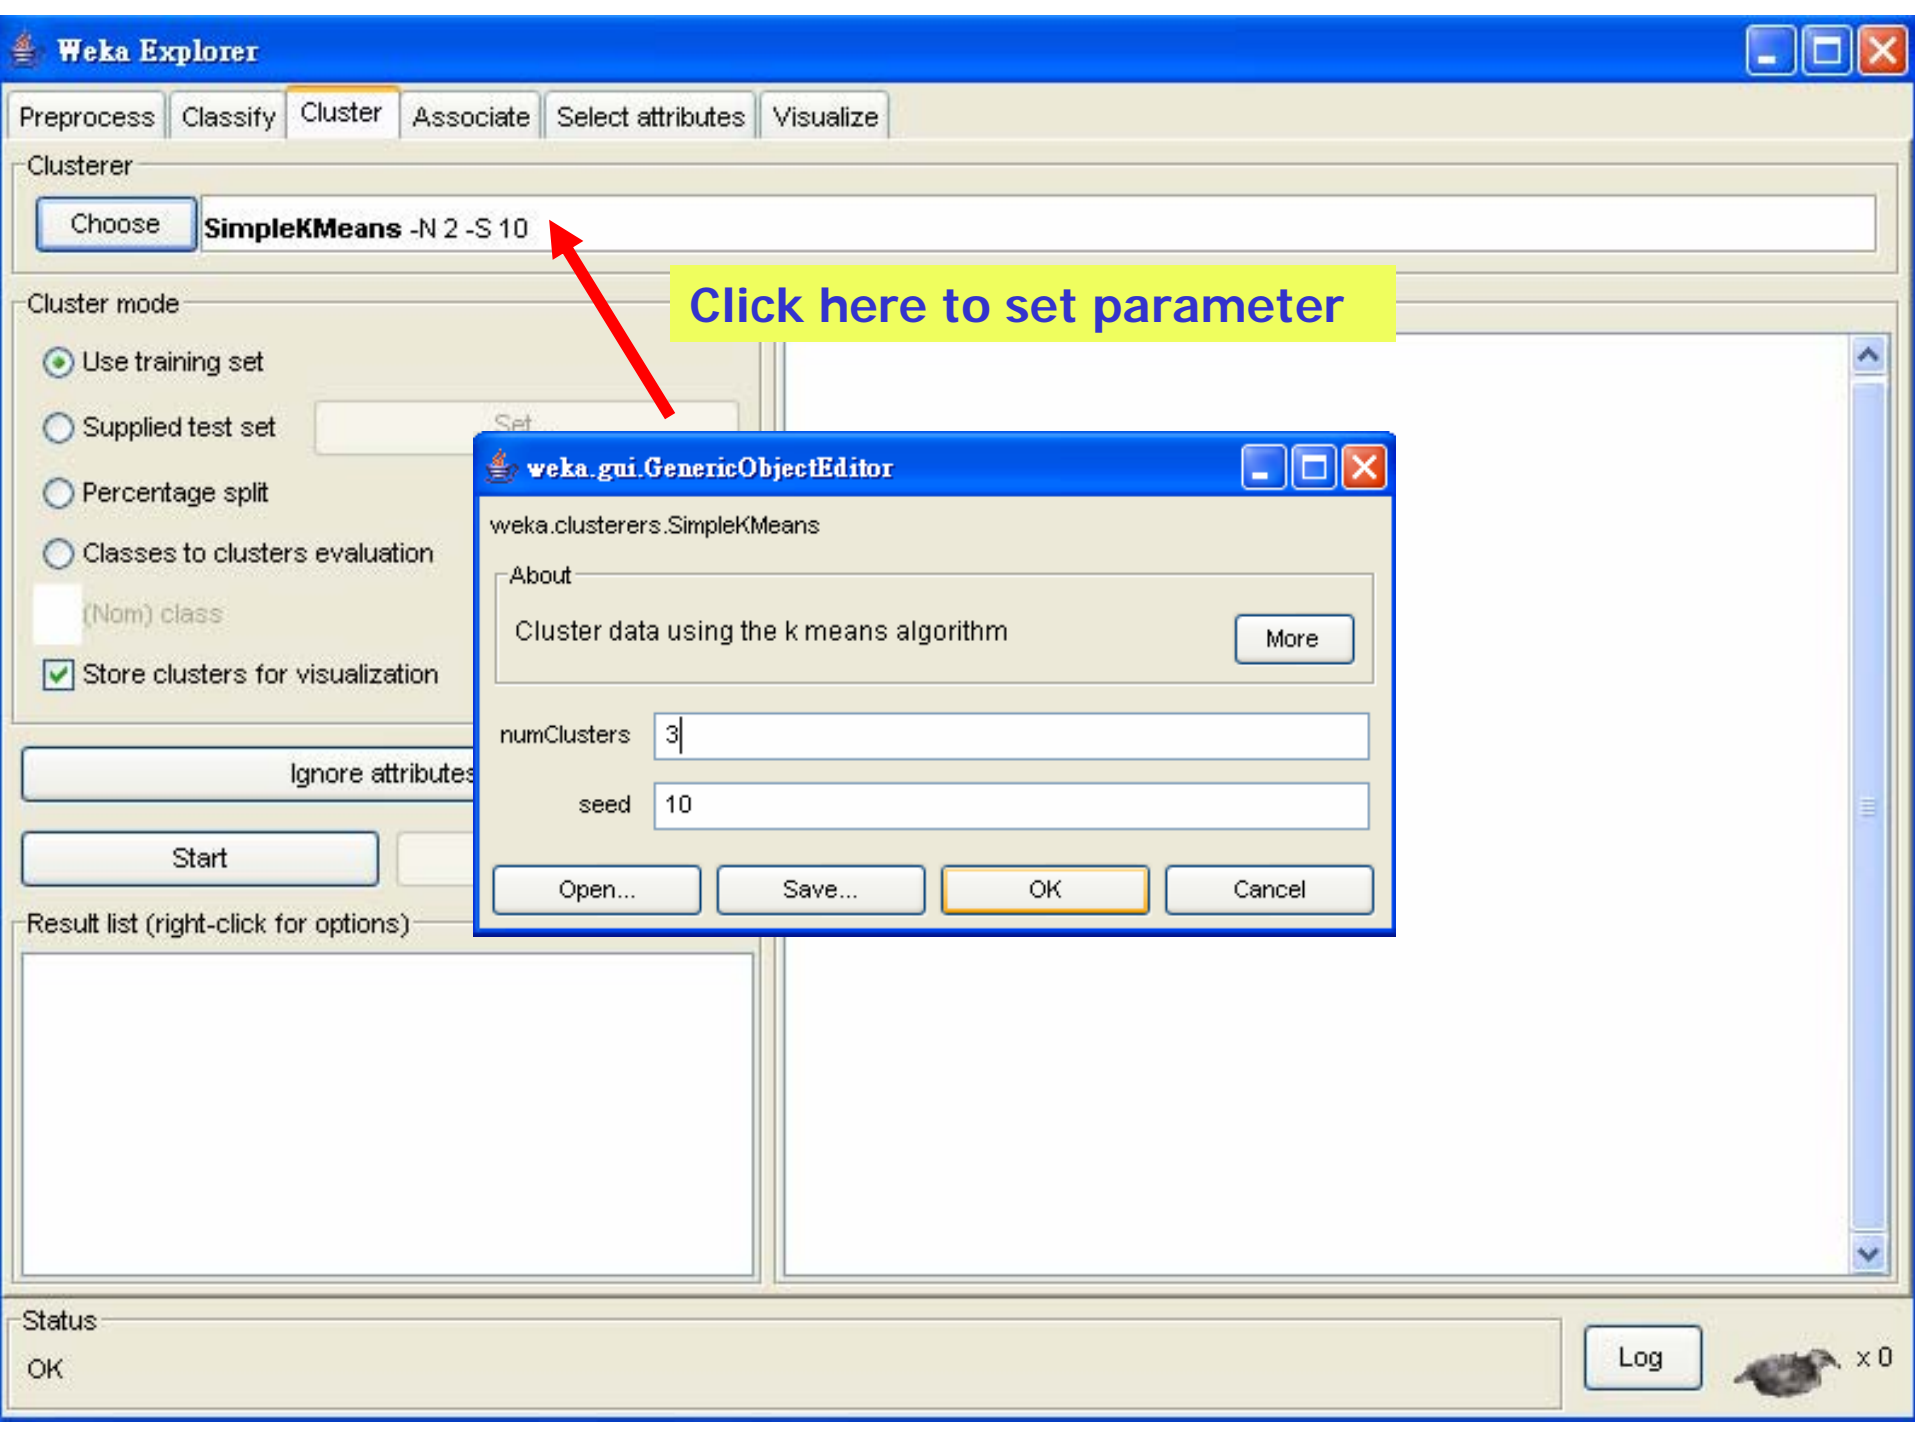 Weka Explorer
Preprocess Classify Cluster Associate Select attributes Visualize
Clusterer
Choose SimpleKMeans -N 2 -S 10
Click here to set parameter
Cluster mode
Use training set
Supplied test set Set...
Percentage split
Classes to clusters evaluation
(Nom) class
Store clusters for visualization
Ignore attributes
Start
Result list (right-click for options)
weka.gui.GenericObjectEditor
weka.clusterers.SimpleKMeans
About
Cluster data using the k means algorithm
More
numClusters 3
seed 10
Open... Save... OK Cancel
Status
OK
Log x 0